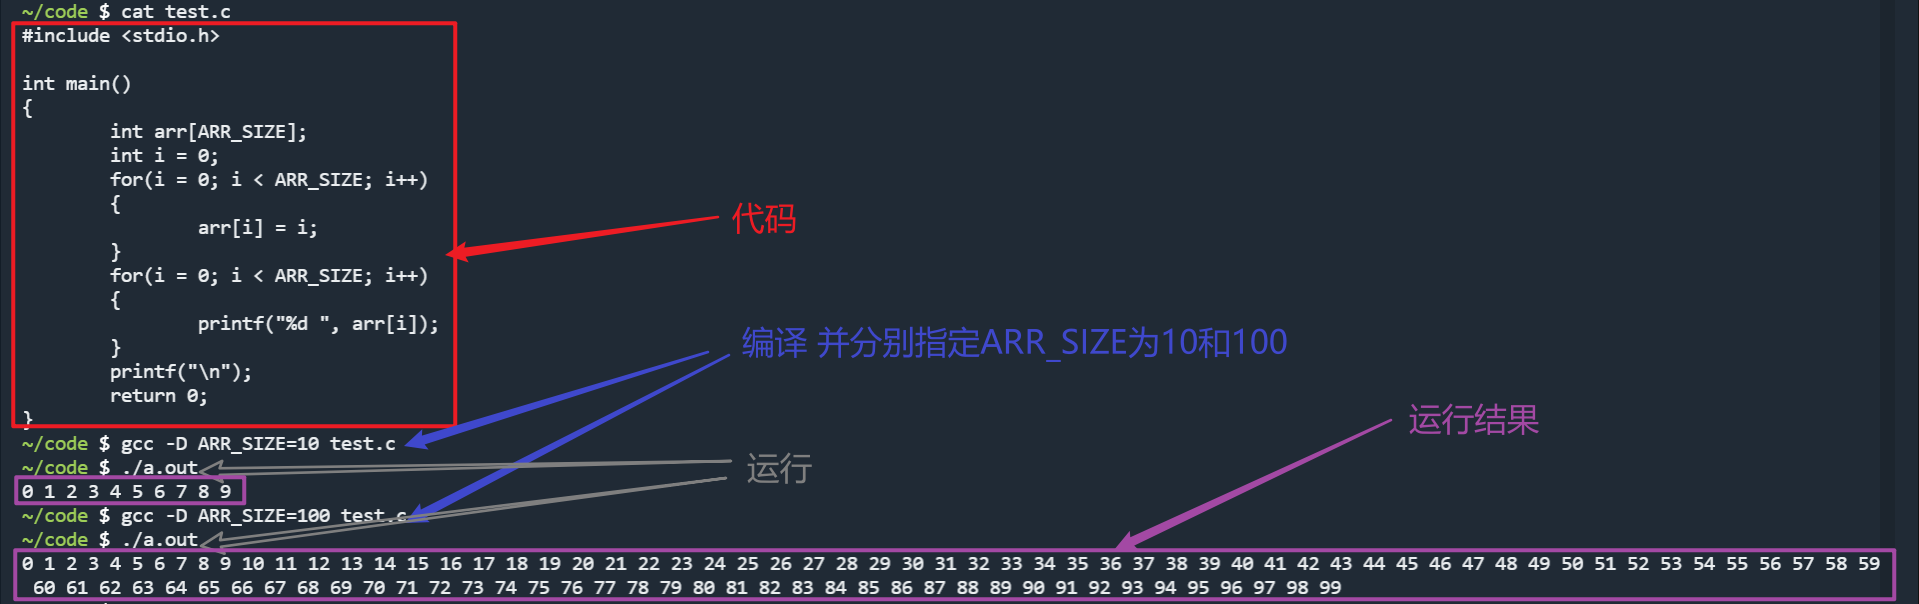 ~/code $ cat test.c
#include <stdio.h>
int main()
{
int arr[ARR_SIZE];
int i = 0;
for(i = 0; i < ARR_SIZE; i++)
{
arr[i] = i;
}
for(i = 0; i < ARR_SIZE; i++)
{
printf("%d ", arr[i]);
}
printf("\n");
return 0;
}
代码
编译 并分别指定ARR_SIZE为10和100
运行结果
~/code $ gcc -D ARR_SIZE=10 test.c
~/code $ ./a.out
运行
0 1 2 3 4 5 6 7 8 9
~/code $ gcc -D ARR_SIZE=100 test.c
~/code $ ./a.out
0 1 2 3 4 5 6 7 8 9 10 11 12 13 14 15 16 17 18 19 20 21 22 23 24 25 26 27 28 29 30 31 32 33 34 35 36 37 38 39 40 41 42 43 44 45 46 47 48 49 50 51 52 53 54 55 56 57 58 59
60 61 62 63 64 65 66 67 68 69 70 71 72 73 74 75 76 77 78 79 80 81 82 83 84 85 86 87 88 89 90 91 92 93 94 95 96 97 98 99